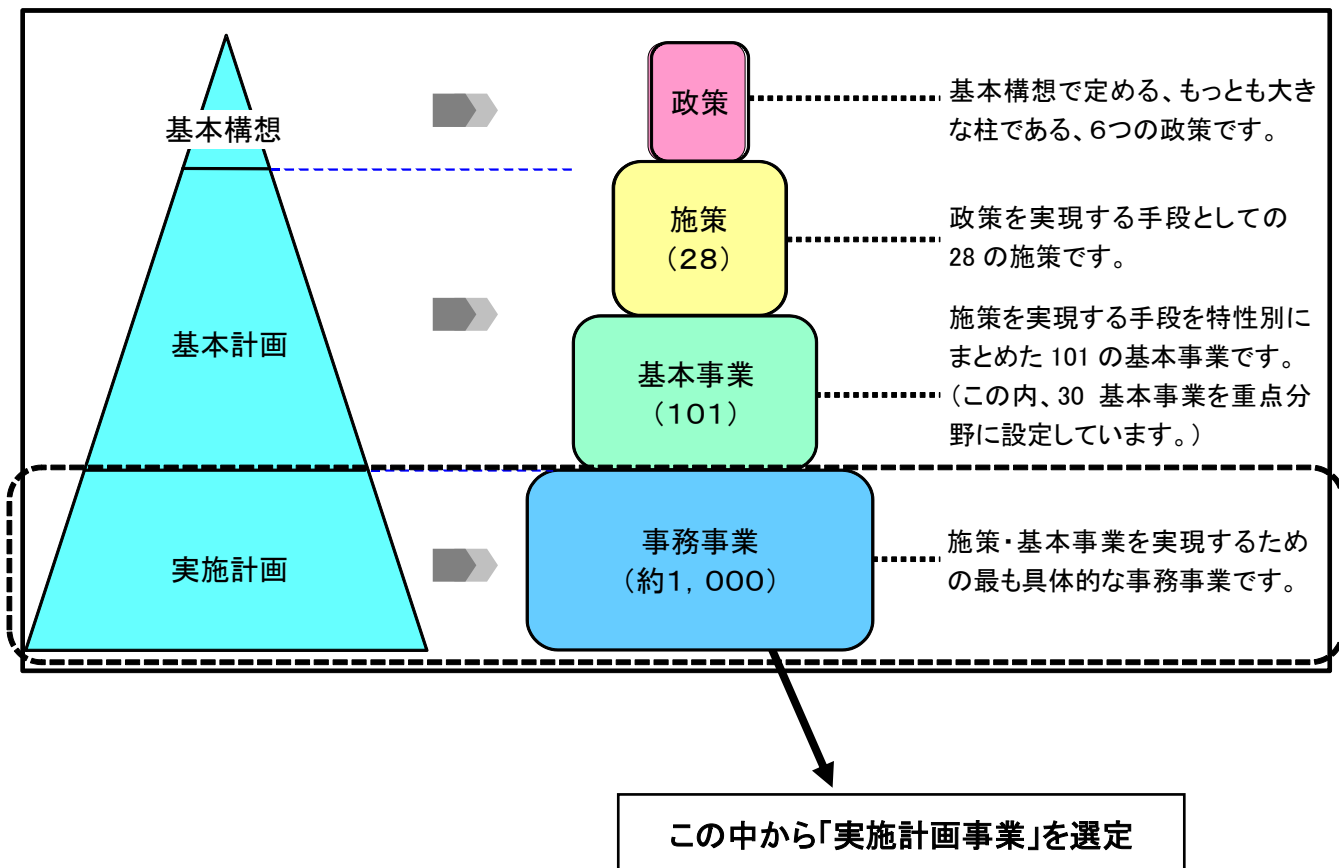 基本構想
政策
基本構想で定める、もっとも大き
な柱である、６つの政策です。
施策
（２８）
政策を実現する手段としての
28 の施策です。
基本計画
基本事業
（１０１）
施策を実現する手段を特性別に
まとめた 101 の基本事業です。
（この内、30 基本事業を重点分
野に設定しています。）
実施計画
事務事業
（約１，０００）
施策・基本事業を実現するため
の最も具体的な事務事業です。
この中から「実施計画事業」を選定